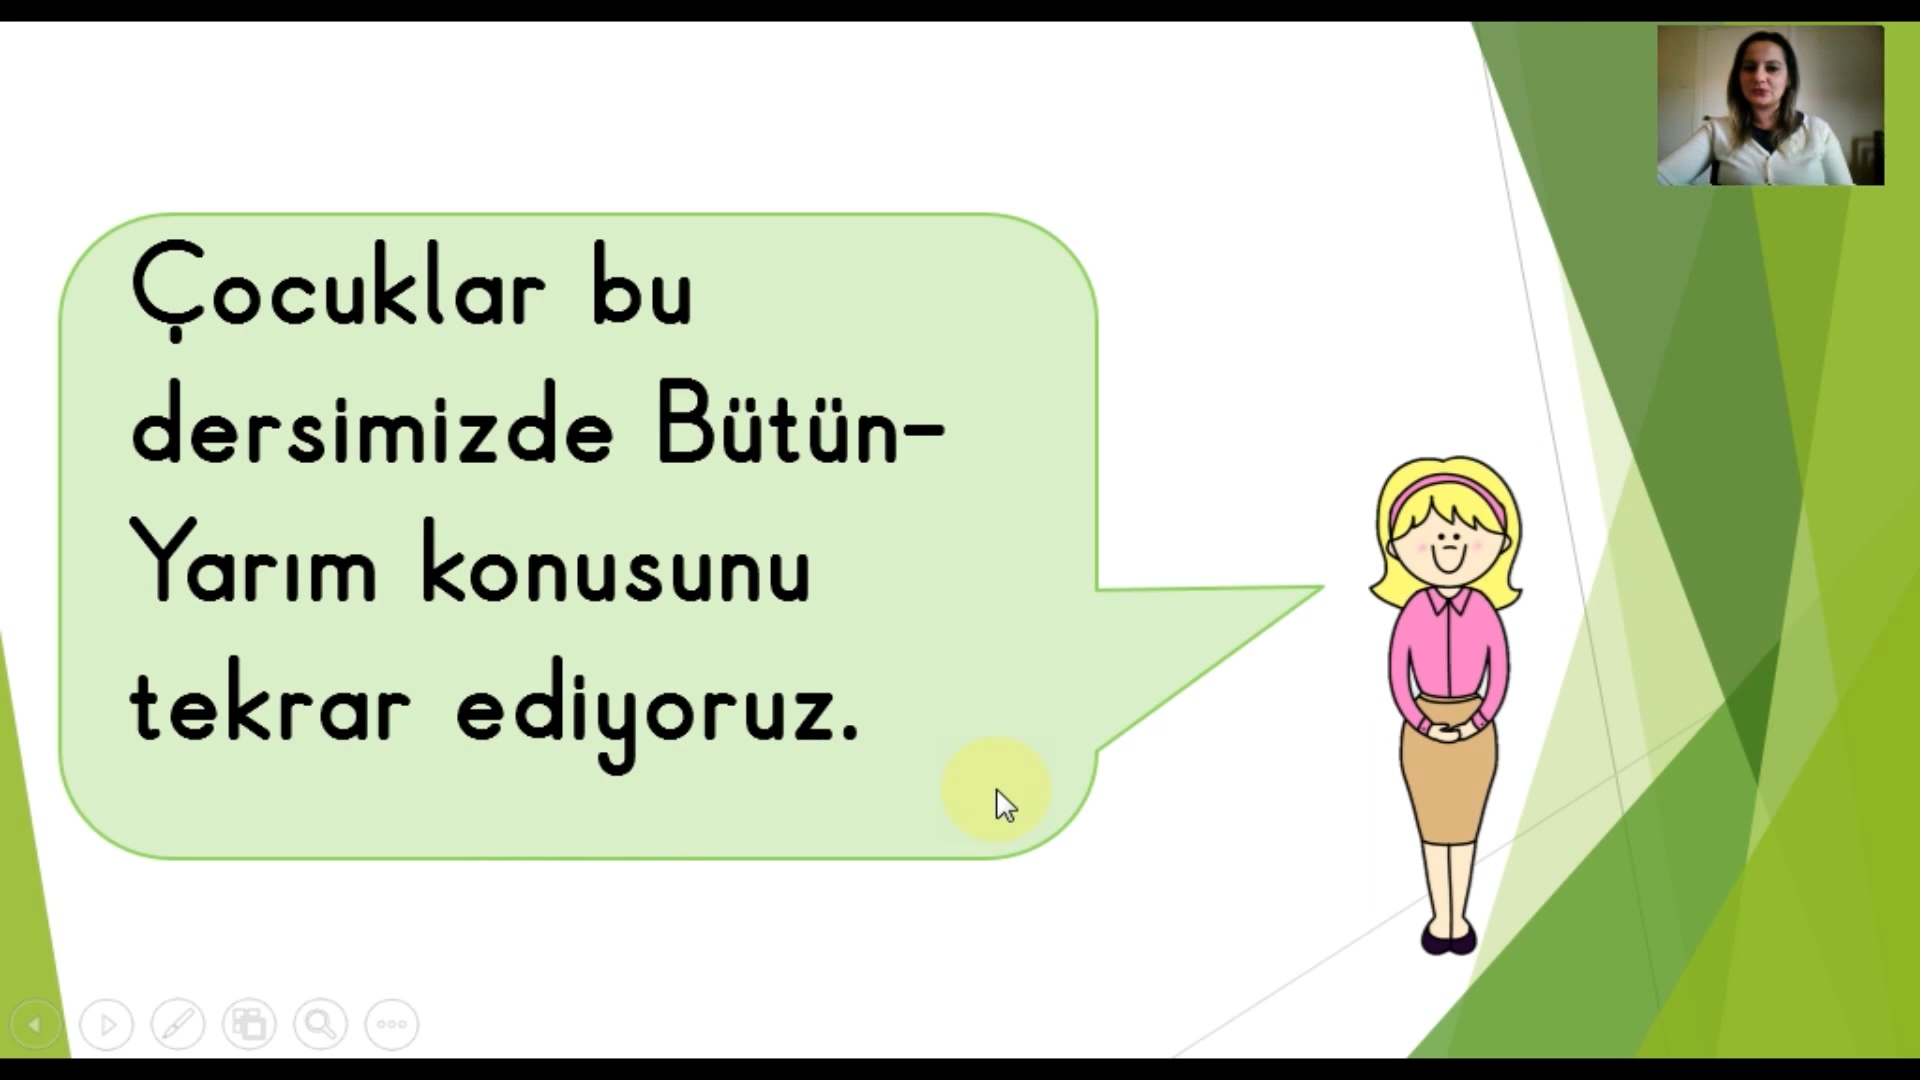 Çocuklar bu
dersimizde Bütün-
Yarım konusunu
tekrar ediyoruz.